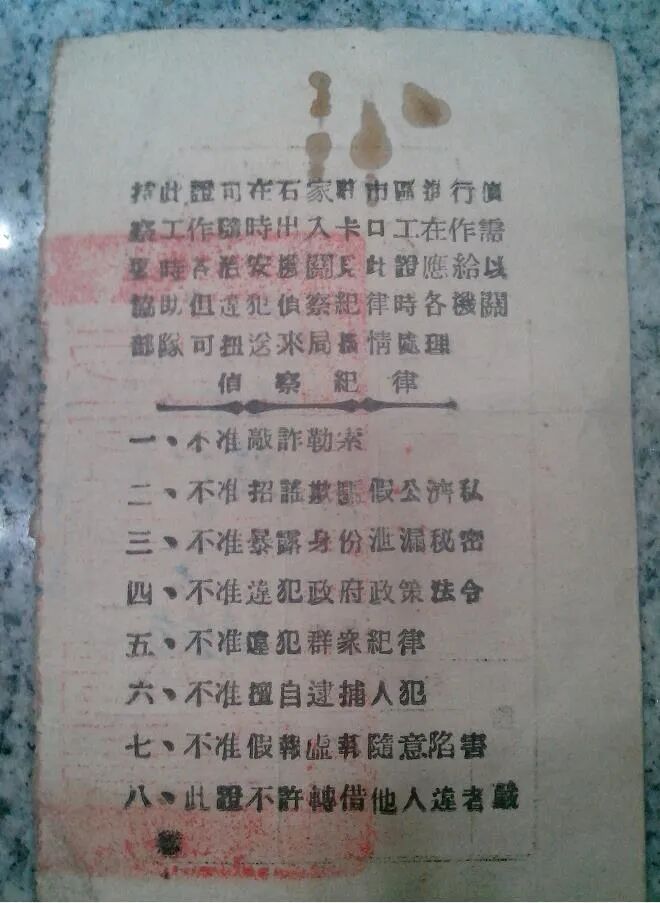 持此證可在石家莊市區進行偵
察工作隨時出入卡口工在作需
要時各治安機關見此證應給以
協助但違犯偵察紀律時各機關
部隊可扭送來局據情處理
偵察紀律
一、不准敲詐勒索
二、不准招謠欺騙假公濟私
三、不准暴露身份泄漏秘密
四、不准違犯政府政策法令
五、不准違犯群衆紀律
六、不准擅自逮捕人犯
七、不准假報虛事隨意陷害
八、此證不許轉借他人違者嚴
懲